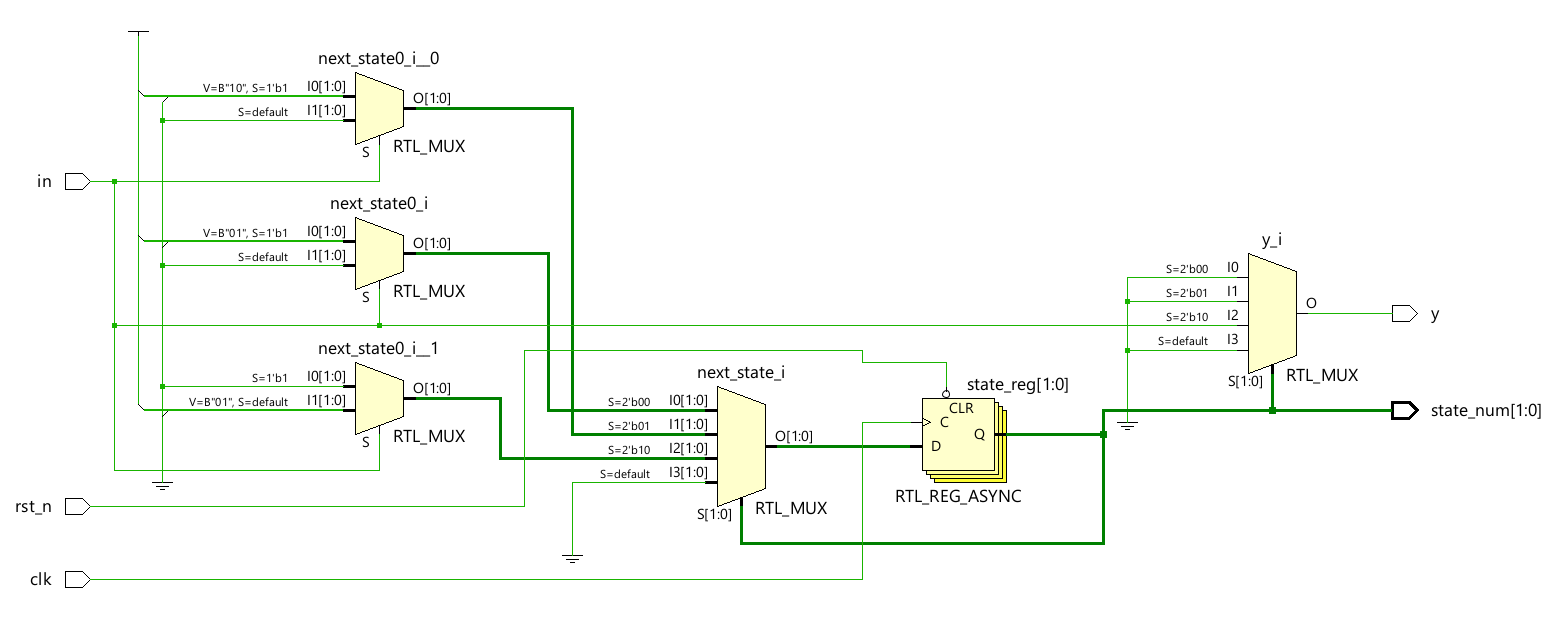 next_state0_i__0
V=B"10", S=1'b1 I0[1:0]
S=default I1[1:0]
O[1:0]
S
RTL_MUX
in
next_state0_i
V=B"01", S=1'b1 I0[1:0]
S=default I1[1:0]
O[1:0]
S
RTL_MUX
next_state0_i__1
S=1'b1 I0[1:0]
V=B"01", S=default I1[1:0]
O[1:0]
S
RTL_MUX
rst_n
clk
next_state_i
S=2'b00 I0[1:0]
S=2'b01 I1[1:0]
S=2'b10 I2[1:0]
S=default I3[1:0]
O[1:0]
S[1:0]
RTL_MUX
state_reg[1:0]
CLR
C
D
Q
RTL_REG_ASYNC
y_i
S=2'b00 I0
S=2'b01 I1
S=2'b10 I2
S=default I3
O
S[1:0]
RTL_MUX
y
state_num[1:0]